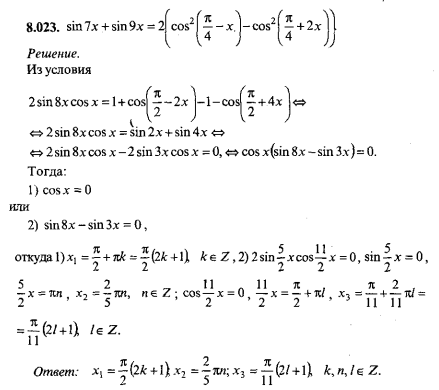 8.023. sin7x + sin9x = 2(cos²(π/4 − x) − cos²(π/4 + 2x)).
Решение.
Из условия
2 sin 8x cos x = 1 + cos(π/2 − 2x) − 1 − cos(π/2 + 4x) ⇔
⇔ 2 sin 8x cos x = sin 2x + sin 4x ⇔
⇔ 2 sin 8x cos x − 2 sin 3x cos x = 0, ⇔ cos x(sin 8x − sin 3x) = 0.
Тогда:
1) cos x = 0
или
2) sin 8x − sin 3x = 0 ,
откуда 1) x₁ = π/2 + πk = π/2 (2k + 1), k ∈ Z , 2) 2 sin 5/2 x cos 11/2 x = 0, sin 5/2 x = 0 ,
5/2 x = πn , x₂ = 2/5 πn, n ∈ Z ; cos 11/2 x = 0 , 11/2 x = π/2 + πl , x₃ = π/11 + 2/11 πl =
= π/11 (2l + 1), l ∈ Z.
Ответ: x₁ = π/2 (2k + 1); x₂ = 2/5 πn; x₃ = π/11 (2l + 1), k, n, l ∈ Z.